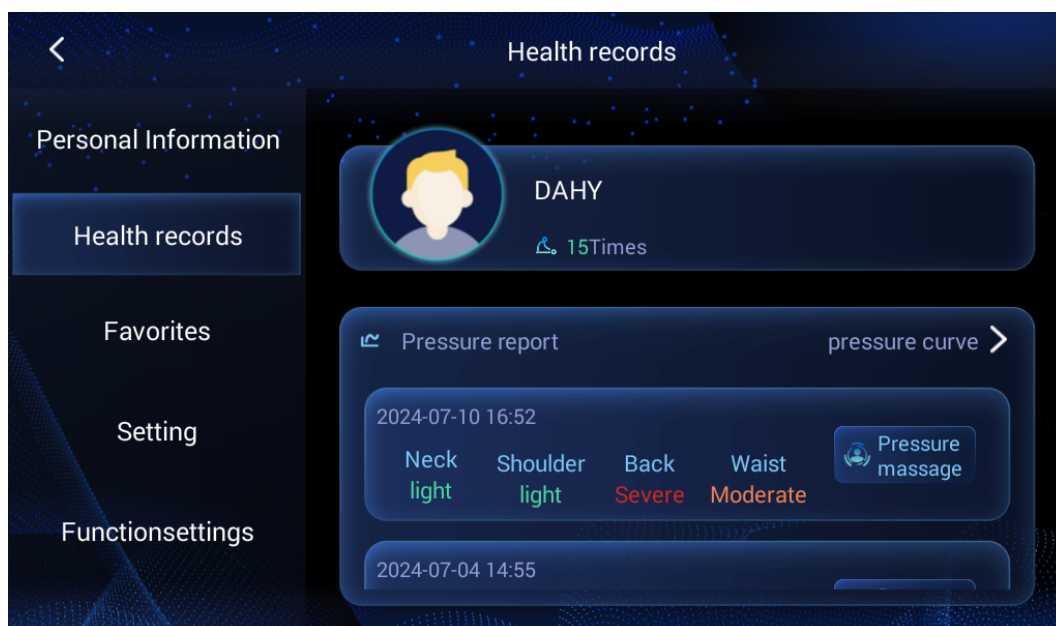 Health records
Personal Information
Health records
Favorites
Setting
Functionsettings
DAHY
15Times
Pressure report
pressure curve
2024-07-10 16:52
Neck Shoulder Back Waist
light light Severe Moderate
Pressure
massage
2024-07-04 14:55